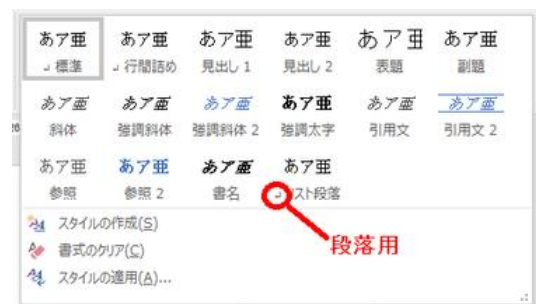 あア亜 あア亜 あア亜 あア亜 あア亜 あア亜
↲標準 ↲行間詰め 見出し 1 見出し 2 表題 副題
あア亜 あア亜 あア亜 あア亜 あア亜 あア亜
斜体 強調斜体 強調斜体 2 強調太字 引用文 引用文 2
あア亜 あア亜 あア亜 あア亜
参照 参照 2 書名 ↲リスト段落
スタイルの作成(S)
段落用
書式のクリア(C)
スタイルの適用(A)...